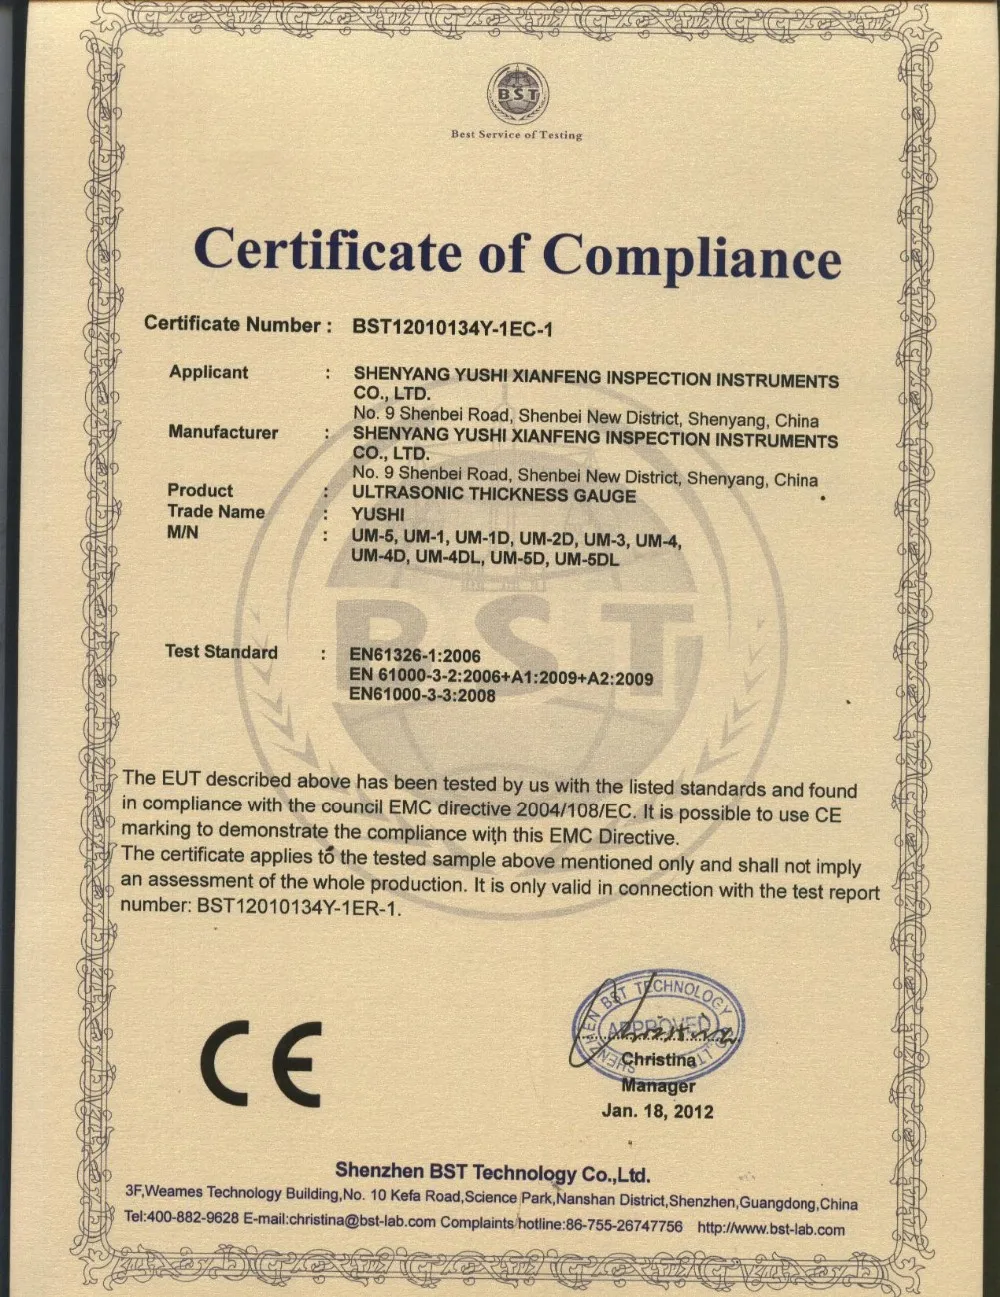 BST
Best Service of Testing
Certificate of Compliance
Certificate Number : BST12010134Y-1EC-1
Applicant : SHENYANG YUSHI XIANFENG INSPECTION INSTRUMENTS
CO., LTD.
No. 9 Shenbei Road, Shenbei New District, Shenyang, China
Manufacturer : SHENYANG YUSHI XIANFENG INSPECTION INSTRUMENTS
CO., LTD.
No. 9 Shenbei Road, Shenbei New District, Shenyang, China
Product : ULTRASONIC THICKNESS GAUGE
Trade Name : YUSHI
M/N : UM-5, UM-1, UM-1D, UM-2D, UM-3, UM-4,
UM-4D, UM-4DL, UM-5D, UM-5DL
BST
Test Standard : EN61326-1:2006
EN 61000-3-2:2006+A1:2009+A2:2009
EN61000-3-3:2008
The EUT described above has been tested by us with the listed standards and found
in compliance with the council EMC directive 2004/108/EC. It is possible to use CE
marking to demonstrate the compliance with this EMC Directive.
The certificate applies to the tested sample above mentioned only and shall not imply
an assessment of the whole production. It is only valid in connection with the test report
number: BST12010134Y-1ER-1.
CE
SHENZHEN BST TECHNOLOGY CO.,LTD.
APPROVED
Christina
Manager
Jan. 18, 2012
Shenzhen BST Technology Co.,Ltd.
3F,Weames Technology Building,No. 10 Kefa Road,Science Park,Nanshan District,Shenzhen,Guangdong,China
Tel:400-882-9628 E-mail:christina@bst-lab.com Complaints hotline:86-755-26747756 http://www.bst-lab.com